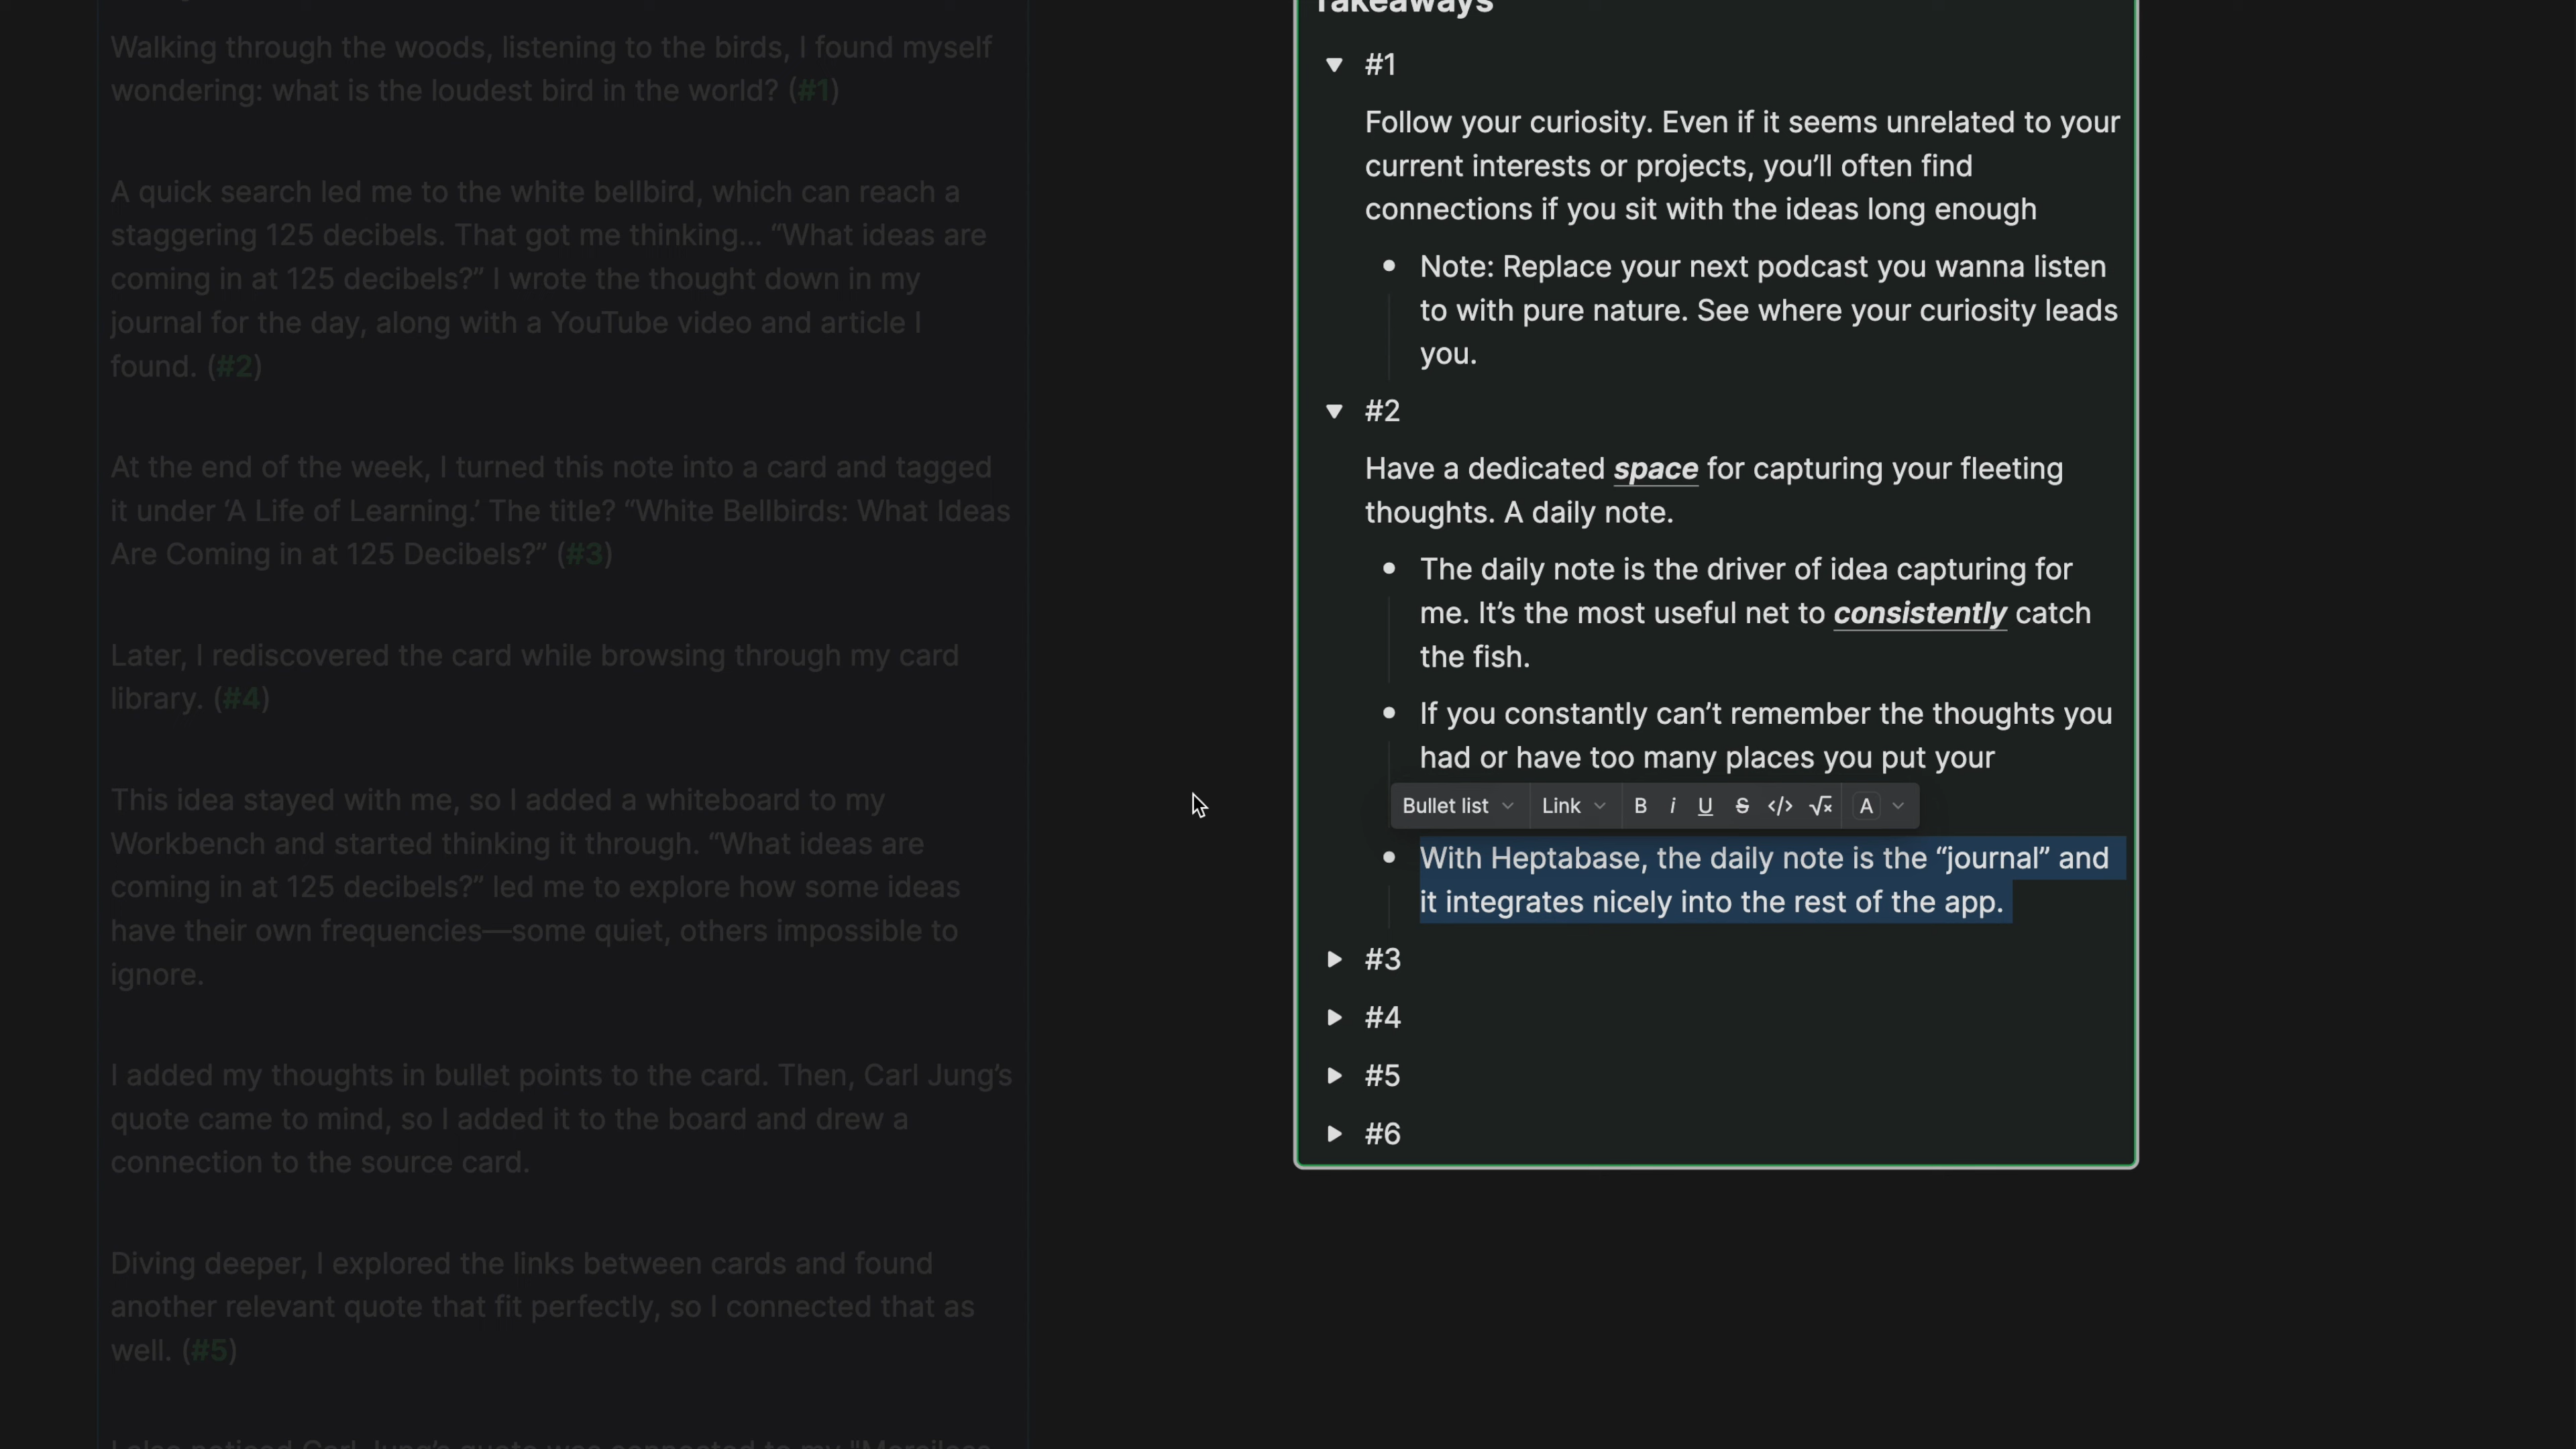 Walking through the woods, listening to the birds, I found myself
wondering: what is the loudest bird in the world? (#1)
A quick search led me to the white bellbird, which can reach a
staggering 125 decibels. That got me thinking... “What ideas are
coming in at 125 decibels?” I wrote the thought down in my
journal for the day, along with a YouTube video and article I
found. (#2)
At the end of the week, I turned this note into a card and tagged
it under ‘A Life of Learning.’ The title? “White Bellbirds: What Ideas
Are Coming in at 125 Decibels?” (#3)
Later, I rediscovered the card while browsing through my card
library. (#4)
This idea stayed with me, so I added a whiteboard to my
Workbench and started thinking it through. “What ideas are
coming in at 125 decibels?” led me to explore how some ideas
have their own frequencies—some quiet, others impossible to
ignore.
I added my thoughts in bullet points to the card. Then, Carl Jung’s
quote came to mind, so I added it to the board and drew a
connection to the source card.
Diving deeper, I explored the links between cards and found
another relevant quote that fit perfectly, so I connected that as
well. (#5)
Takeaways
#1
Follow your curiosity. Even if it seems unrelated to your
current interests or projects, you’ll often find
connections if you sit with the ideas long enough
Note: Replace your next podcast you wanna listen
to with pure nature. See where your curiosity leads
you.
#2
Have a dedicated space for capturing your fleeting
thoughts. A daily note.
The daily note is the driver of idea capturing for
me. It’s the most useful net to consistently catch
the fish.
If you constantly can’t remember the thoughts you
had or have too many places you put your
Bullet list Link B i U S </> √x A
With Heptabase, the daily note is the “journal” and
it integrates nicely into the rest of the app.
#3
#4
#5
#6